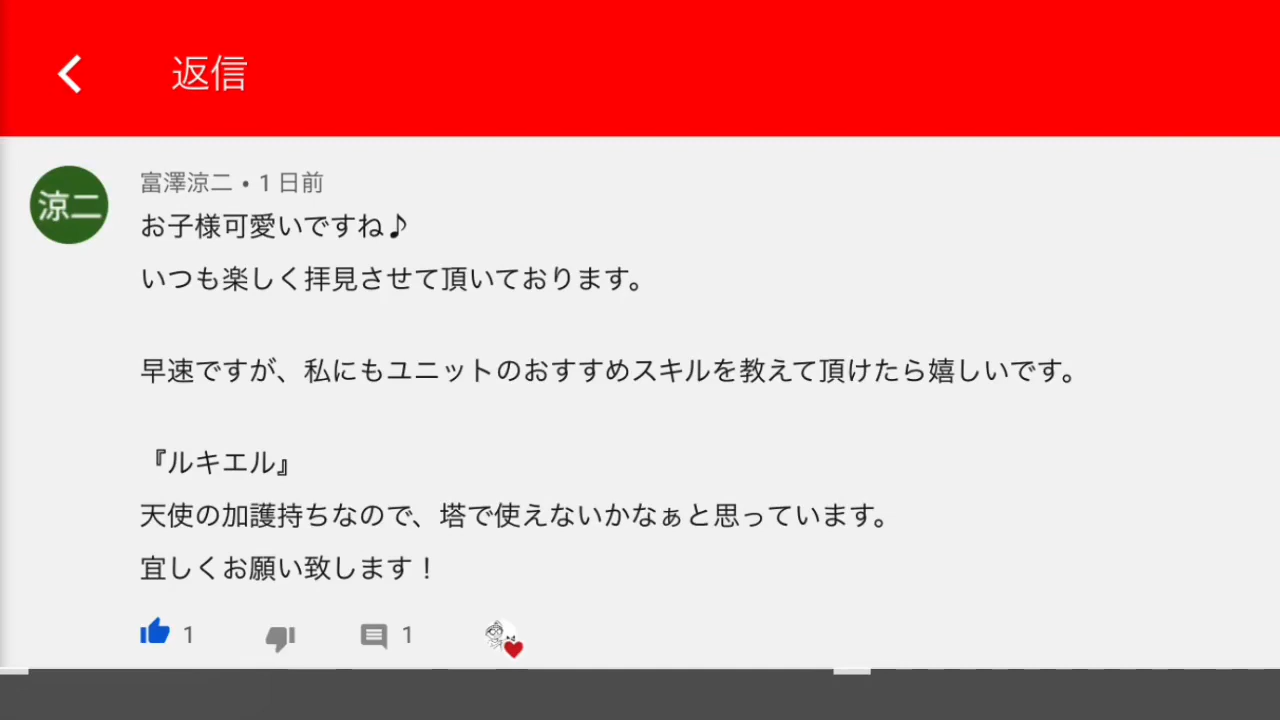 返信
涼二
富澤涼二 • 1 日前
お子様可愛いですね♪
いつも楽しく拝見させて頂いております。
早速ですが、私にもユニットのおすすめスキルを教えて頂けたら嬉しいです。
『ルキエル』
天使の加護持ちなので、塔で使えないかなぁと思っています。
宜しくお願い致します！
1
1